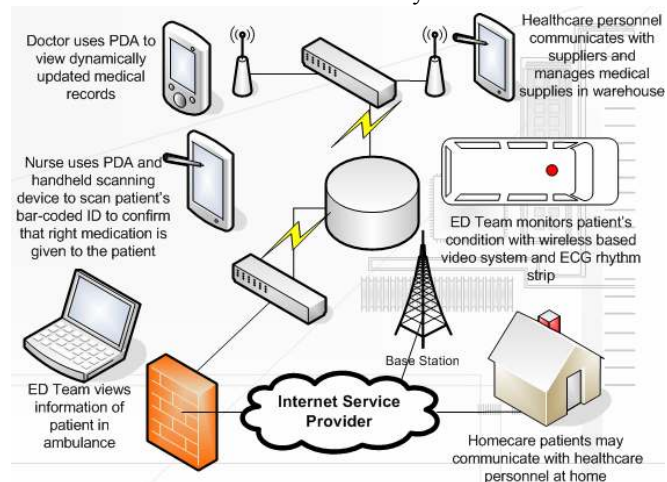 Doctor uses PDA to
view dynamically
updated medical
records
Healthcare personnel
communicates with
suppliers and
manages medical
supplies in warehouse
Nurse uses PDA and
handheld scanning
device to scan patient's
bar-coded ID to confirm
that right medication is
given to the patient
ED Team monitors patient's
condition with wireless based
video system and ECG rhythm
strip
Base Station
ED Team views
information of
patient in
ambulance
Internet Service
Provider
Homecare patients may
communicate with healthcare
personnel at home